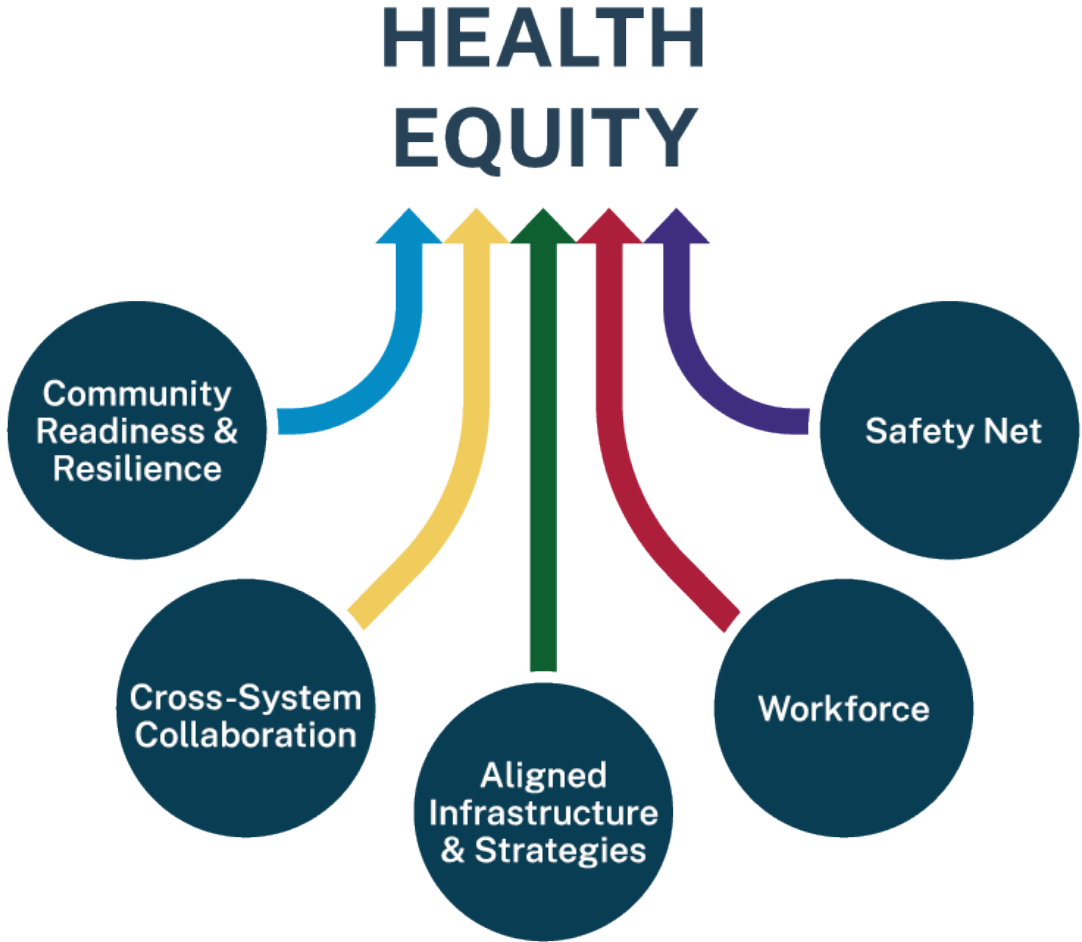 HEALTH
EQUITY
Community
Readiness &
Resilience
Safety Net
Cross-System
Collaboration
Workforce
Aligned
Infrastructure
& Strategies